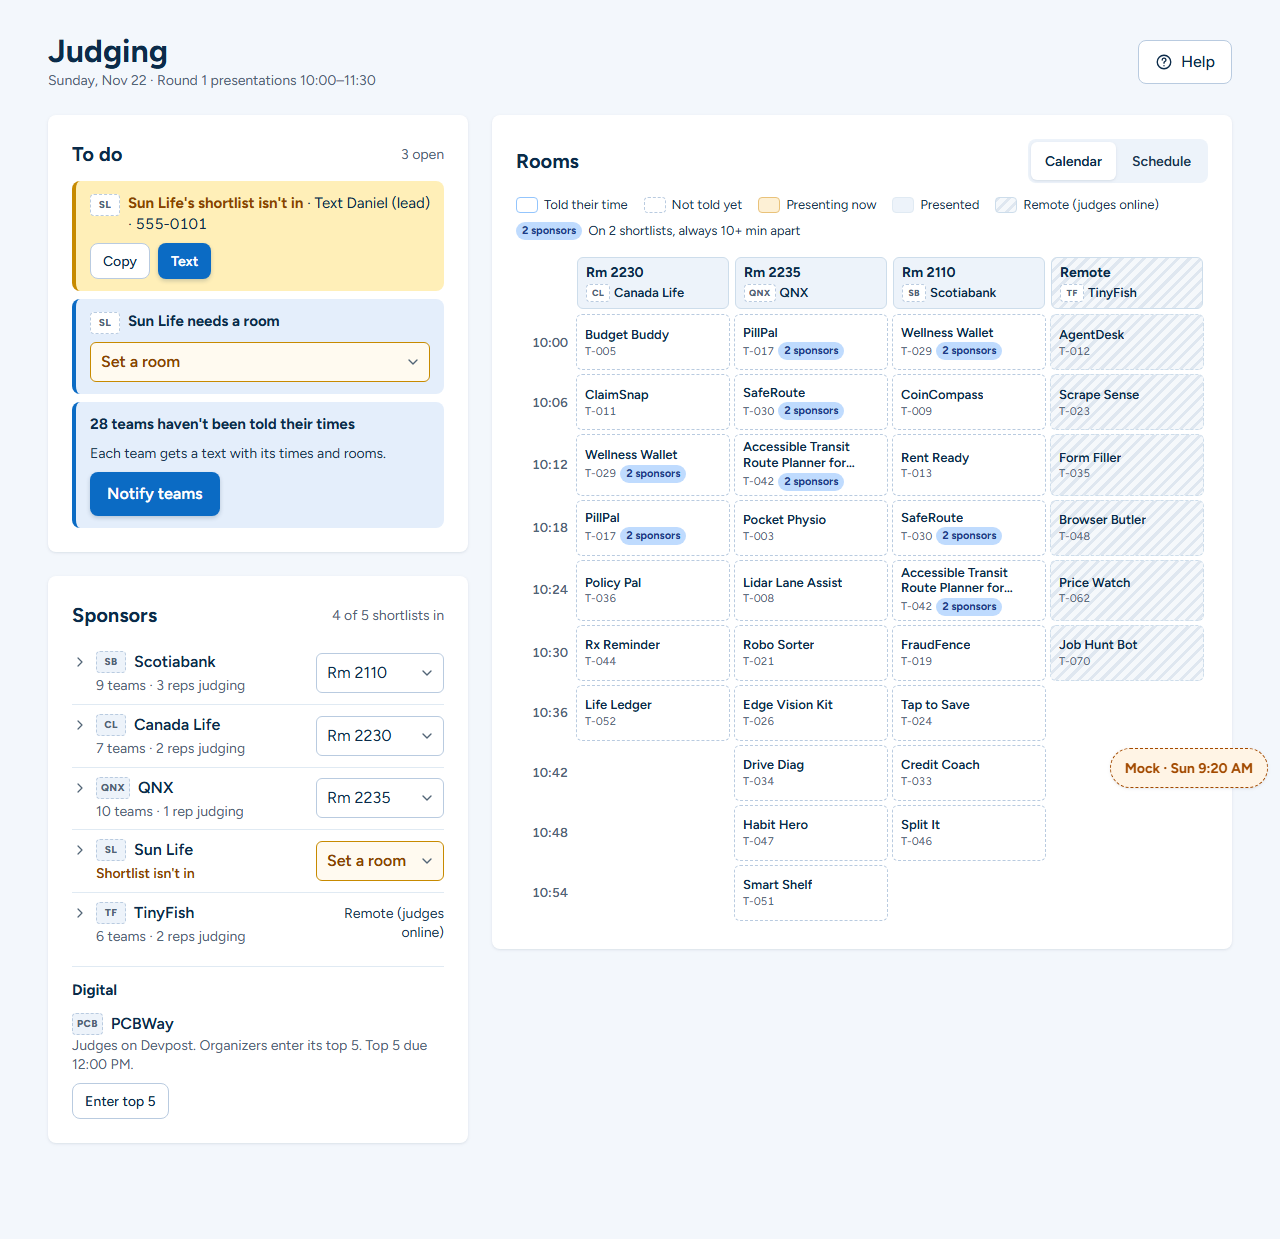 Judging
Sunday, Nov 22 · Round 1 presentations 10:00–11:30
Help
To do
3 open
SL Sun Life's shortlist isn't in · Text Daniel (lead)
· 555-0101
Copy
Text
SL Sun Life needs a room
Set a room
28 teams haven't been told their times
Each team gets a text with its times and rooms.
Notify teams
Sponsors
4 of 5 shortlists in
SB Scotiabank
9 teams · 3 reps judging
Rm 2110
CL Canada Life
7 teams · 2 reps judging
Rm 2230
QNX QNX
10 teams · 1 rep judging
Rm 2235
SL Sun Life
Shortlist isn't in
Set a room
TF TinyFish
6 teams · 2 reps judging
Remote (judges
online)
Digital
PCB PCBWay
Judges on Devpost. Organizers enter its top 5. Top 5 due
12:00 PM.
Enter top 5
Rooms
Calendar
Schedule
Told their time
Not told yet
Presenting now
Presented
Remote (judges online)
2 sponsors On 2 shortlists, always 10+ min apart
Rm 2230
CL Canada Life
Rm 2235
QNX QNX
Rm 2110
SB Scotiabank
Remote
TF TinyFish
10:00
Budget Buddy
T-005
PillPal
T-017 2 sponsors
Wellness Wallet
T-029 2 sponsors
AgentDesk
T-012
10:06
ClaimSnap
T-011
SafeRoute
T-030 2 sponsors
CoinCompass
T-009
Scrape Sense
T-023
10:12
Wellness Wallet
T-029 2 sponsors
Accessible Transit
Route Planner for...
T-042 2 sponsors
Rent Ready
T-013
Form Filler
T-035
10:18
PillPal
T-017 2 sponsors
Pocket Physio
T-003
SafeRoute
T-030 2 sponsors
Browser Butler
T-048
10:24
Policy Pal
T-036
Lidar Lane Assist
T-008
Accessible Transit
Route Planner for...
T-042 2 sponsors
Price Watch
T-062
10:30
Rx Reminder
T-044
Robo Sorter
T-021
FraudFence
T-019
Job Hunt Bot
T-070
10:36
Life Ledger
T-052
Edge Vision Kit
T-026
Tap to Save
T-024
10:42
Drive Diag
T-034
Credit Coach
T-033
Mock · Sun 9:20 AM
10:48
Habit Hero
T-047
Split It
T-046
10:54
Smart Shelf
T-051